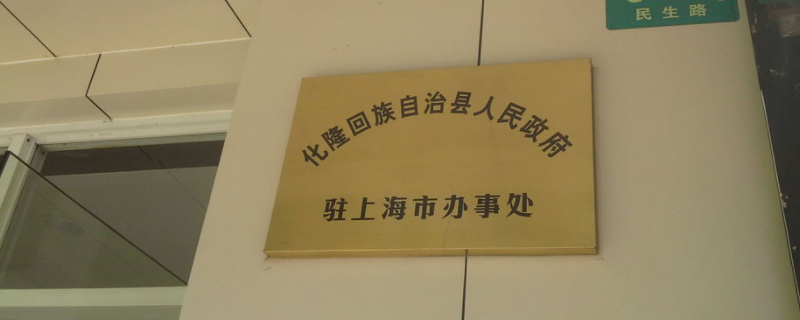 民生路
化隆回族自治县人民政府
驻上海市办事处